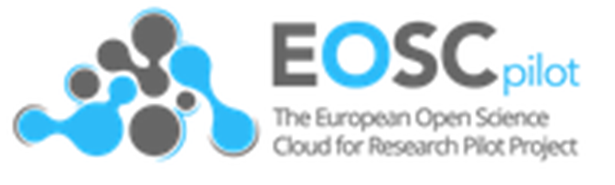 EOSCpilot
The European Open Science
Cloud for Research Pilot Project